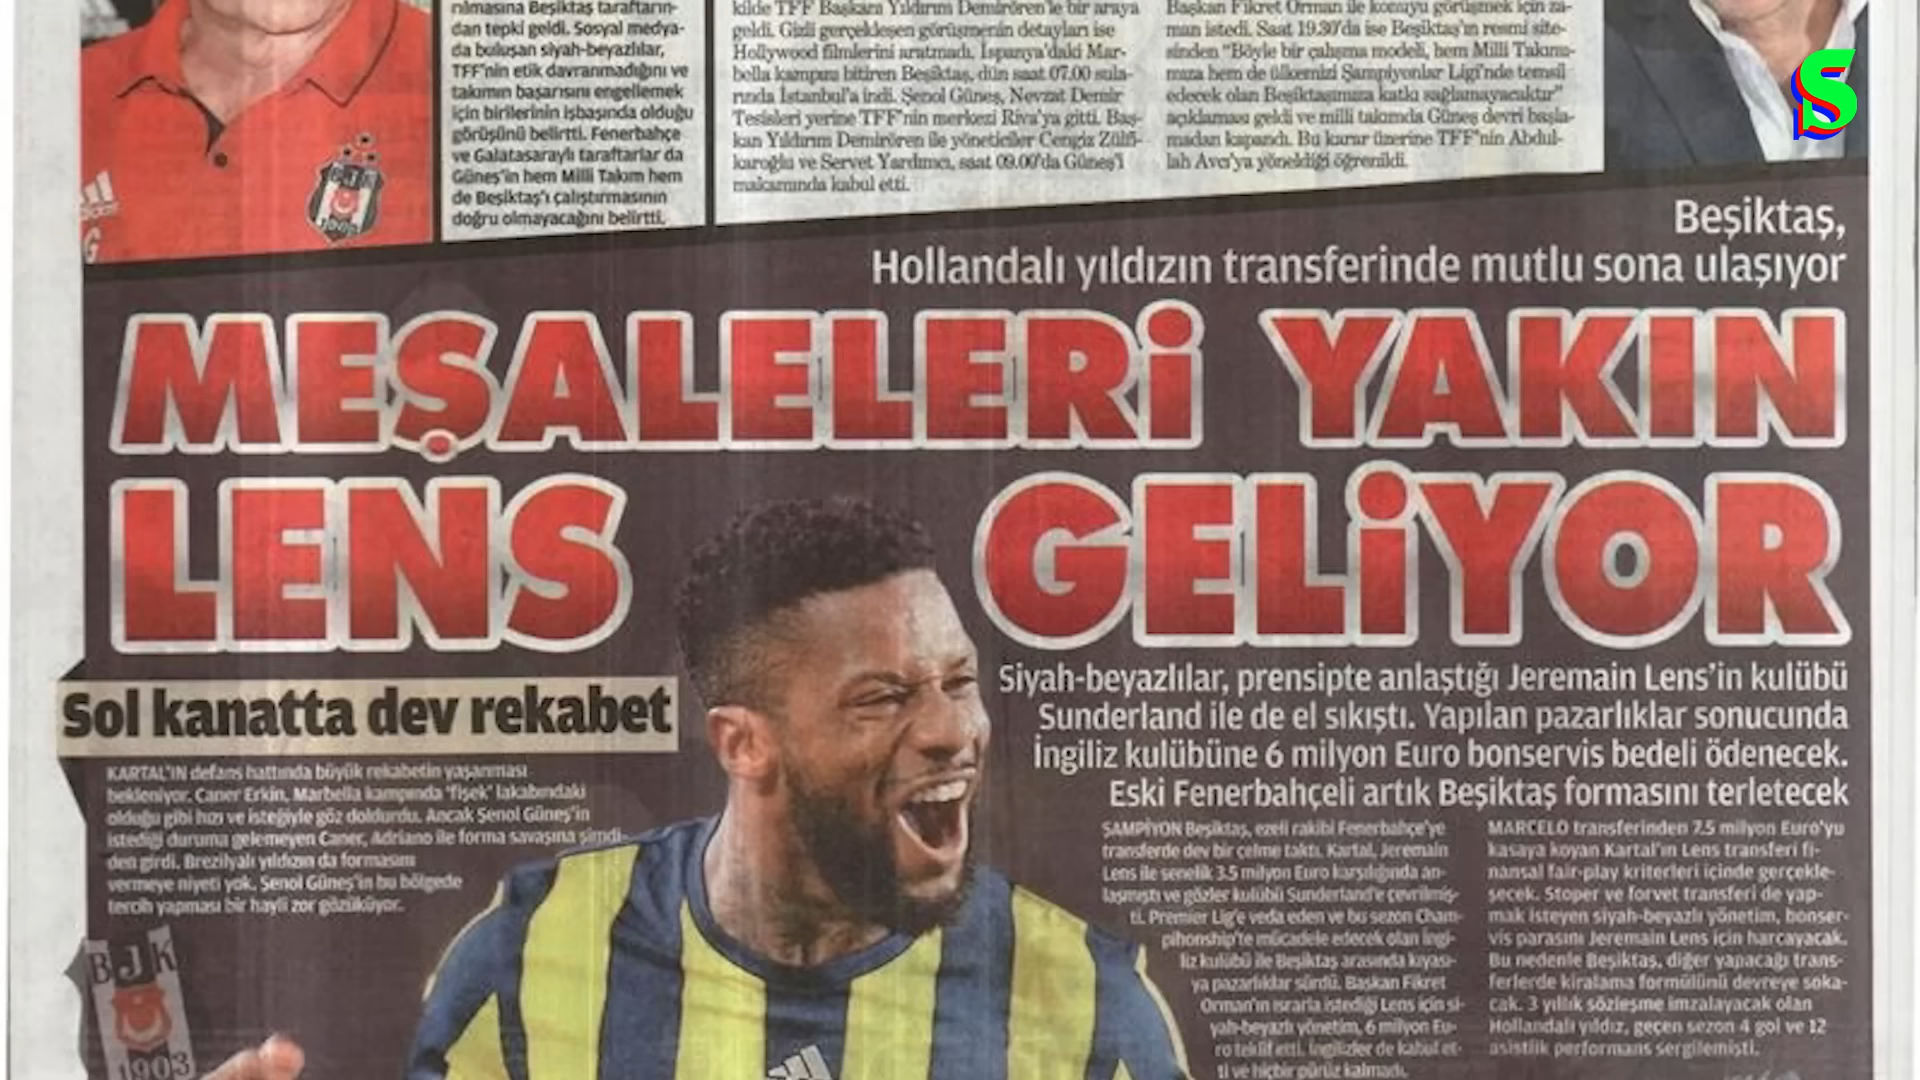 nılmasına Beşiktaş taraftarın-
dan tepki geldi. Sosyal medya-
da buluşan siyah-beyazlılar,
TFF'nin etik davranmadığını ve
takımın başarısını engellemek
için birilerinin işbaşında olduğu
görüşünü belirtti. Fenerbahçe
ve Galatasaraylı taraftarlar da
Güneş'in hem Milli Takım hem
de Beşiktaş'ı çalıştırmasının
doğru olmayacağını belirtti.
kilde TFF Başkanı Yıldırım Demirören'le bir araya
geldi. Gizli gerçekleşen görüşmenin detayları ise
Hollywood filmlerini aratmadı. İspanya'daki Mar-
bella kampını bitiren Beşiktaş, dün saat 07.00 sula-
rında İstanbul'a indi. Şenol Güneş, Nevzat Demir
Tesisleri yerine TFF'nin merkezi Riva'ya gitti. Baş-
kan Yıldırım Demirören ile yöneticiler Cengiz Zülfi-
karoğlu ve Servet Yardımcı, saat 09.00'da Güneş'i
makamında kabul etti.
Başkan Fikret Orman ile konuyu görüşmek için za-
man istedi. Saat 19.30'da ise Beşiktaş'ın resmi site-
sinden "Böyle bir çalışma modeli, hem Milli Takımı-
mıza hem de ülkemizi Şampiyonlar Ligi'nde temsil
edecek olan Beşiktaşımıza katkı sağlamayacaktır"
açıklaması geldi ve milli takımda Güneş devri başla-
madan kapandı. Bu karar üzerine TFF'nin Abdul-
lah Avcı'ya yöneldiği öğrenildi.
S
adidas
BJK
Beşiktaş,
Hollandalı yıldızın transferinde mutlu sona ulaşıyor
MEŞALELERİ YAKIN
LENS GELİYOR
Sol kanatta dev rekabet
KARTAL'IN defans hattında büyük rekabetin yaşanması
bekleniyor. Caner Erkin, Marbella kampında 'fişek' lakabındaki
olduğu gibi hızı ve isteğiyle göz doldurdu. Ancak Şenol Güneş'in
istediği duruma gelemeyen Caner, Adriano ile forma savaşına şimdi-
den girdi. Brezilyalı yıldızın da formasını
vermeye niyeti yok. Şenol Güneş'in bu bölgede
tercih yapması bir hayli zor gözüküyor.
BJK
1903
Siyah-beyazlılar, prensipte anlaştığı Jeremain Lens'in kulübü
Sunderland ile de el sıkıştı. Yapılan pazarlıklar sonucunda
İngiliz kulübüne 6 milyon Euro bonservis bedeli ödenecek.
Eski Fenerbahçeli artık Beşiktaş formasını terletecek
ŞAMPİYON Beşiktaş, ezeli rakibi Fenerbahçe'ye
transferde dev bir çelme taktı. Kartal, Jeremain
Lens ile senelik 3.5 milyon Euro karşılığında an-
laşmıştı ve gözler kulübü Sunderland'e çevrilmiş-
ti. Premier Lig'e veda eden ve bu sezon Cham-
pihonship'te mücadele edecek olan İngi-
liz kulübü ile Beşiktaş arasında kıyası-
ya pazarlıklar sürdü. Başkan Fikret
Orman'ın ısrarla istediği Lens için si-
yah-beyazlı yönetim, 6 milyon Eu-
ro teklif etti. İngilizler de kabul et-
ti ve hiçbir pürüz kalmadı.
MARCELO transferinden 7.5 milyon Euro'yu
kasaya koyan Kartal'ın Lens transferi fi-
nansal fair-play kriterleri içinde gerçekle-
şecek. Stoper ve forvet transferi de yap-
mak isteyen siyah-beyazlı yönetim, bonser-
vis parasını Jeremain Lens için harcayacak.
Bu nedenle Beşiktaş, diğer yapacağı trans-
ferlerde kiralama formülünü devreye soka-
cak. 3 yıllık sözleşme imzalayacak olan
Hollandalı yıldız, geçen sezon 4 gol ve 12
asistlik performans sergilemişti.